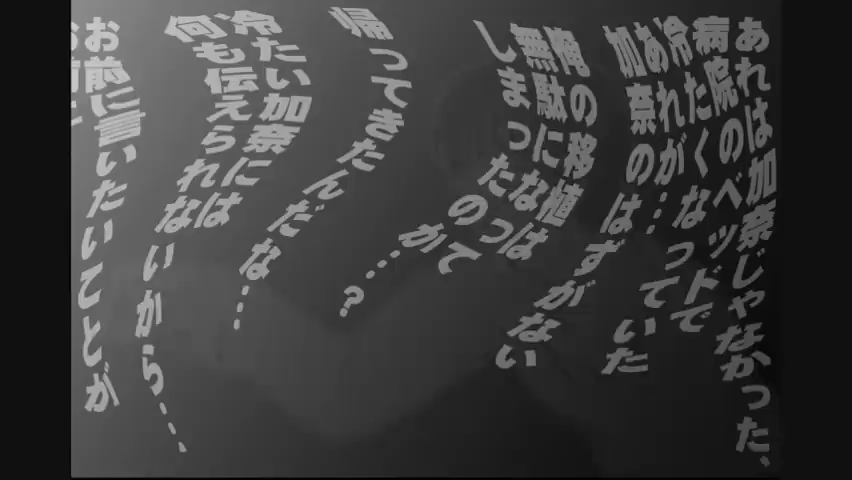 あれは加奈じゃなかった、
病院のベッドで
冷たくなっていた
あれが…
加奈のはずがない
俺の移植は
無駄になって
しまったのか…?
帰ってきたんだな…
冷たい加奈には
何も伝えられないから……
お前に言いたいことが